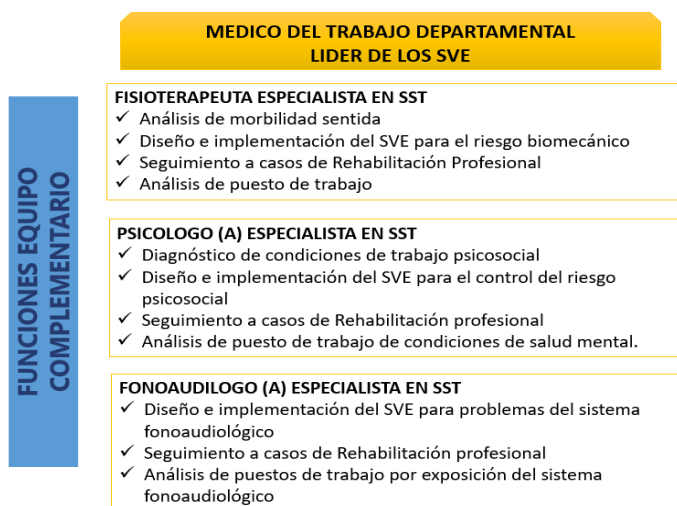 MEDICO DEL TRABAJO DEPARTAMENTAL
LIDER DE LOS SVE
FUNCIONES EQUIPO
COMPLEMENTARIO
FISIOTERAPEUTA ESPECIALISTA EN SST
✓ Análisis de morbilidad sentida
✓ Diseño e implementación del SVE para el riesgo biomecánico
✓ Seguimiento a casos de Rehabilitación Profesional
✓ Análisis de puesto de trabajo
PSICOLOGO (A) ESPECIALISTA EN SST
✓ Diagnóstico de condiciones de trabajo psicosocial
✓ Diseño e implementación del SVE para el control del riesgo
psicosocial
✓ Seguimiento a casos de Rehabilitación profesional
✓ Análisis de puesto de trabajo de condiciones de salud mental.
FONOAUDILOGO (A) ESPECIALISTA EN SST
✓ Diseño e implementación del SVE para problemas del sistema
fonoaudiológico
✓ Seguimiento a casos de Rehabilitación profesional
✓ Análisis de puestos de trabajo por exposición del sistema
fonoaudiológico